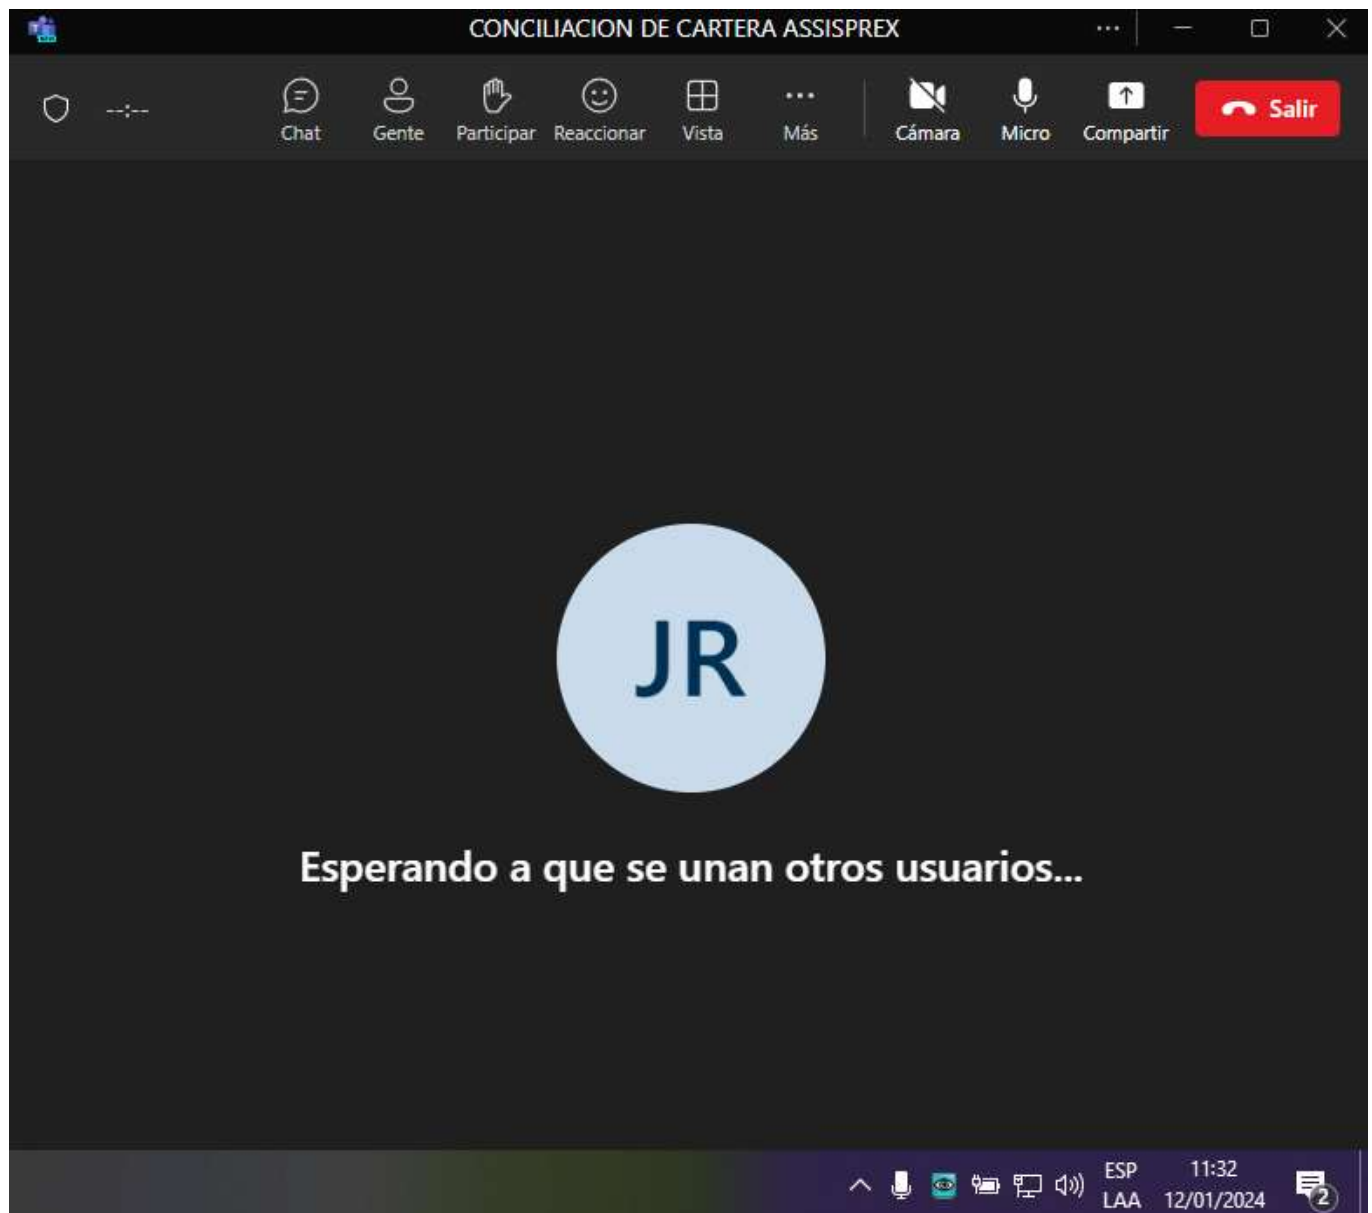 CONCILIACION DE CARTERA ASSISPREX
--:--
Chat
Gente
Participar
Reaccionar
Vista
Más
Cámara
Micro
Compartir
Salir
JR
Esperando a que se unan otros usuarios...
ESP
LAA
11:32
12/01/2024
2